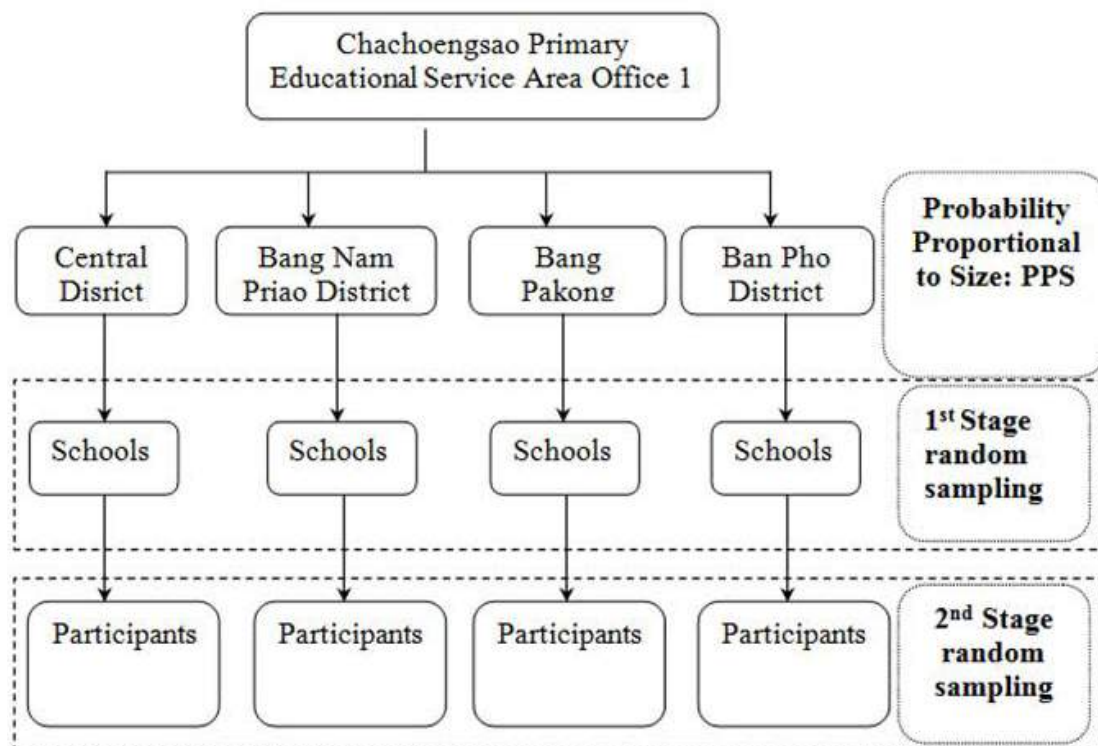 Chachoengsao Primary
Educational Service Area Office 1
Central
Disrict
Bang Nam
Priao District
Bang
Pakong
Ban Pho
District
Probability
Proportional
to Size: PPS
Schools
Schools
Schools
Schools
1st Stage
random
sampling
Participants
Participants
Participants
Participants
2nd Stage
random
sampling